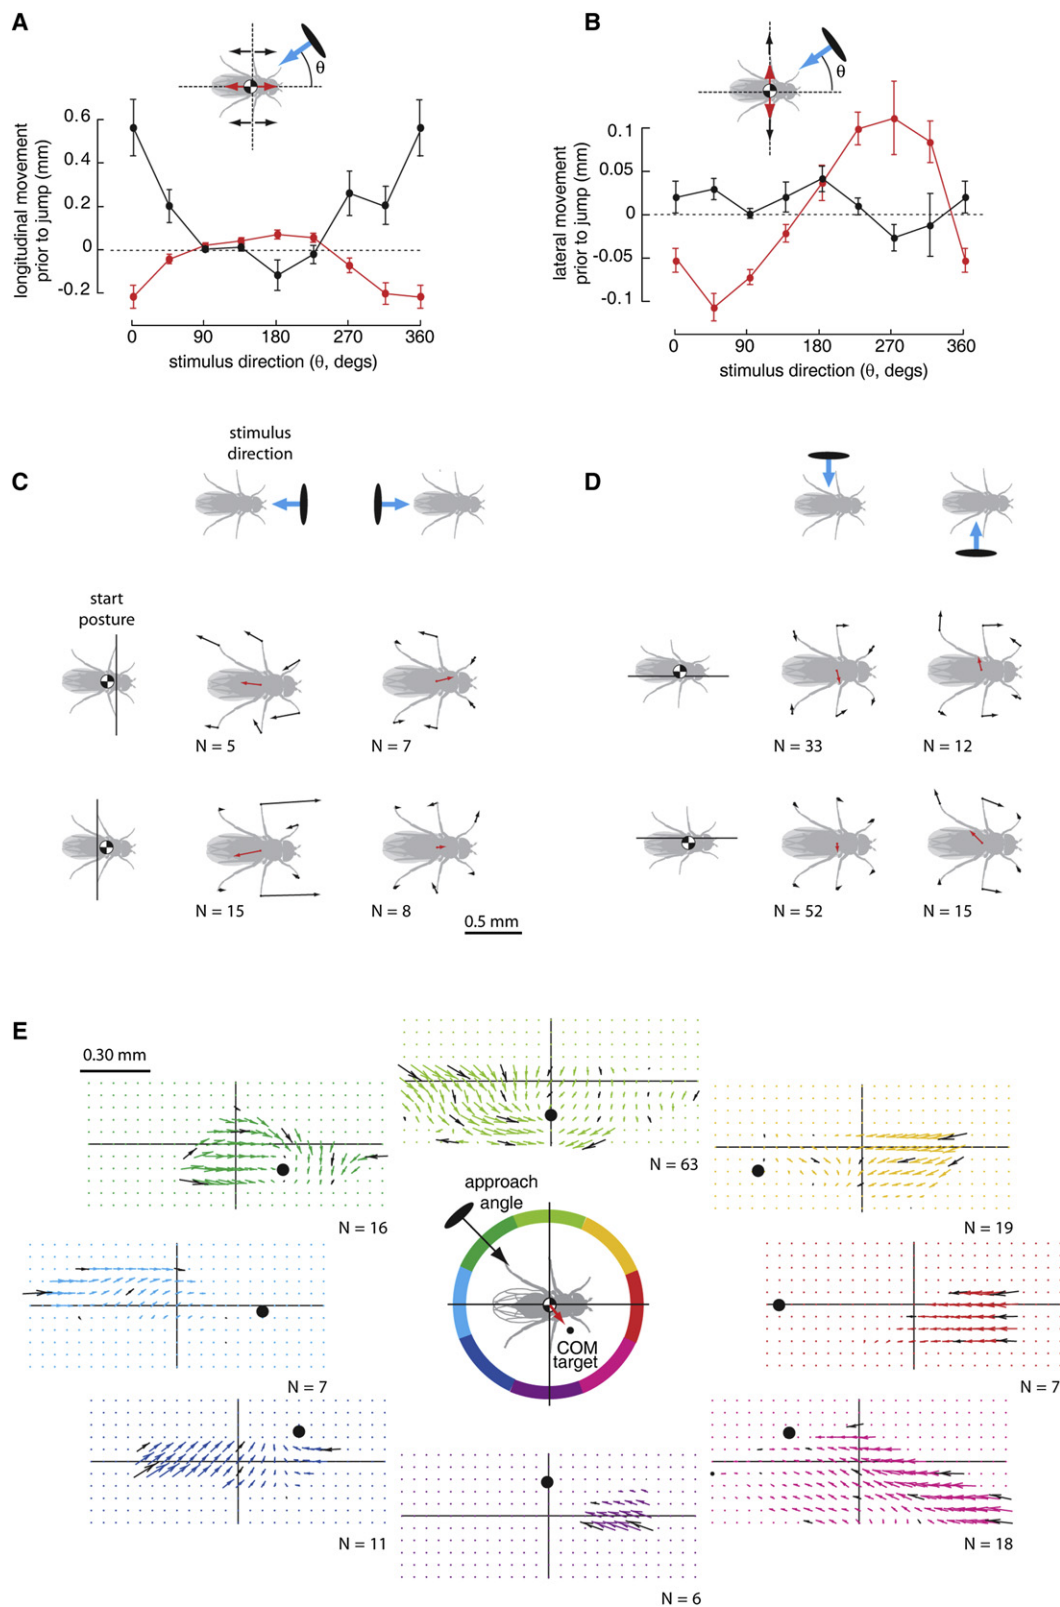 A
B
θ
θ
longitudinal movement
prior to jump (mm)
0.6
0.4
0.2
0
-0.2
0 90 180 270 360
stimulus direction (θ, degs)
lateral movement
prior to jump (mm)
0.1
0.05
0
-0.05
-0.1
0 90 180 270 360
stimulus direction (θ, degs)
C
stimulus
direction
D
start
posture
N = 5
N = 7
N = 33
N = 12
N = 15
N = 8
N = 52
N = 15
0.5 mm
E
0.30 mm
N = 63
N = 16
N = 19
approach
angle
COM
target
N = 7
N = 7
N = 11
N = 18
N = 6